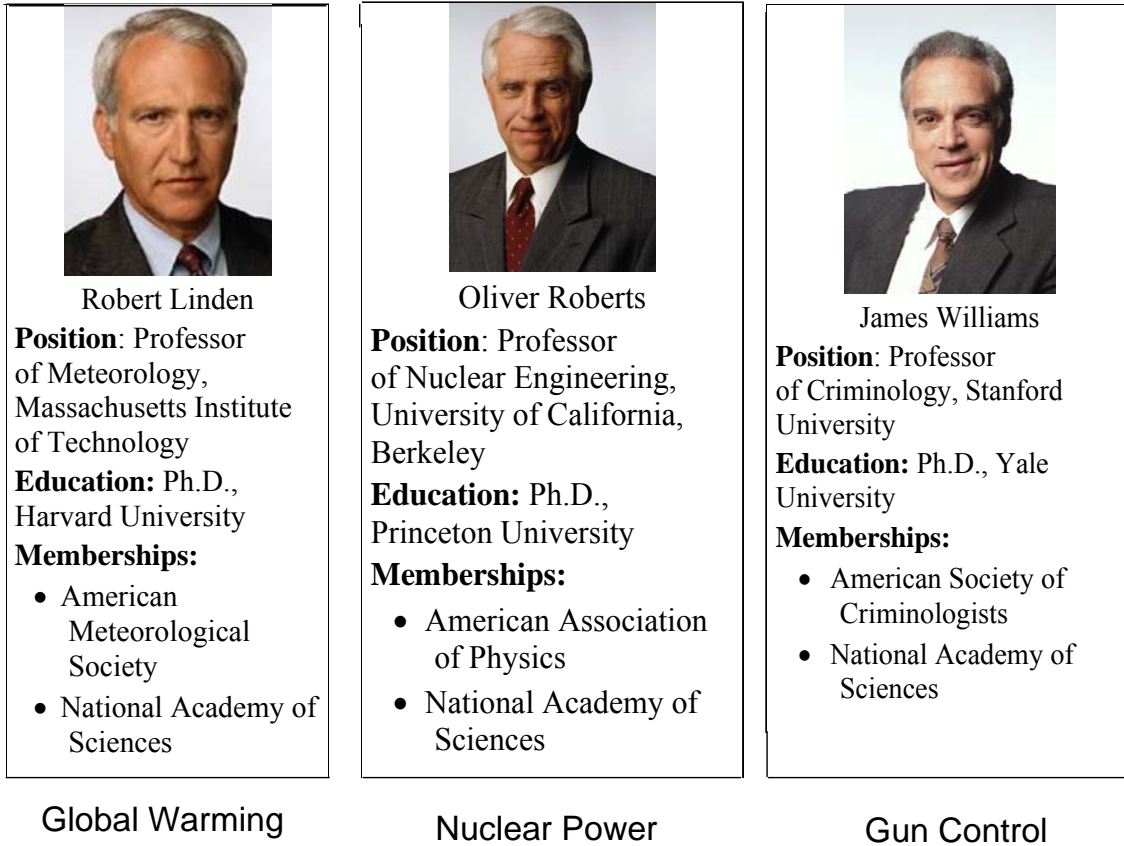 Robert Linden
Position: Professor
of Meteorology,
Massachusetts Institute
of Technology
Education: Ph.D.,
Harvard University
Memberships:
• American
Meteorological
Society
• National Academy of
Sciences
Global Warming
Oliver Roberts
Position: Professor
of Nuclear Engineering,
University of California,
Berkeley
Education: Ph.D.,
Princeton University
Memberships:
• American Association
of Physics
• National Academy of
Sciences
Nuclear Power
James Williams
Position: Professor
of Criminology, Stanford
University
Education: Ph.D., Yale
University
Memberships:
• American Society of
Criminologists
• National Academy of
Sciences
Gun Control